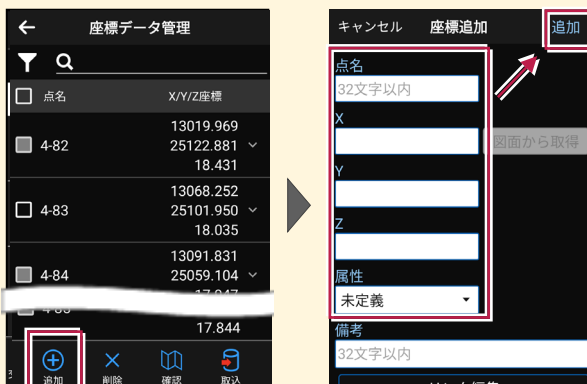 座標データ管理
点名 X/Y/Z座標
13019.969
4-82 25122.881
18.431
13068.252
4-83 25101.950
18.035
13091.831
4-84 25059.104
17.844
追加 削除 確認 取込
キャンセル 座標追加 追加
点名
32文字以内
X
図面から取得
Y
Z
属性
未定義
備考
32文字以内